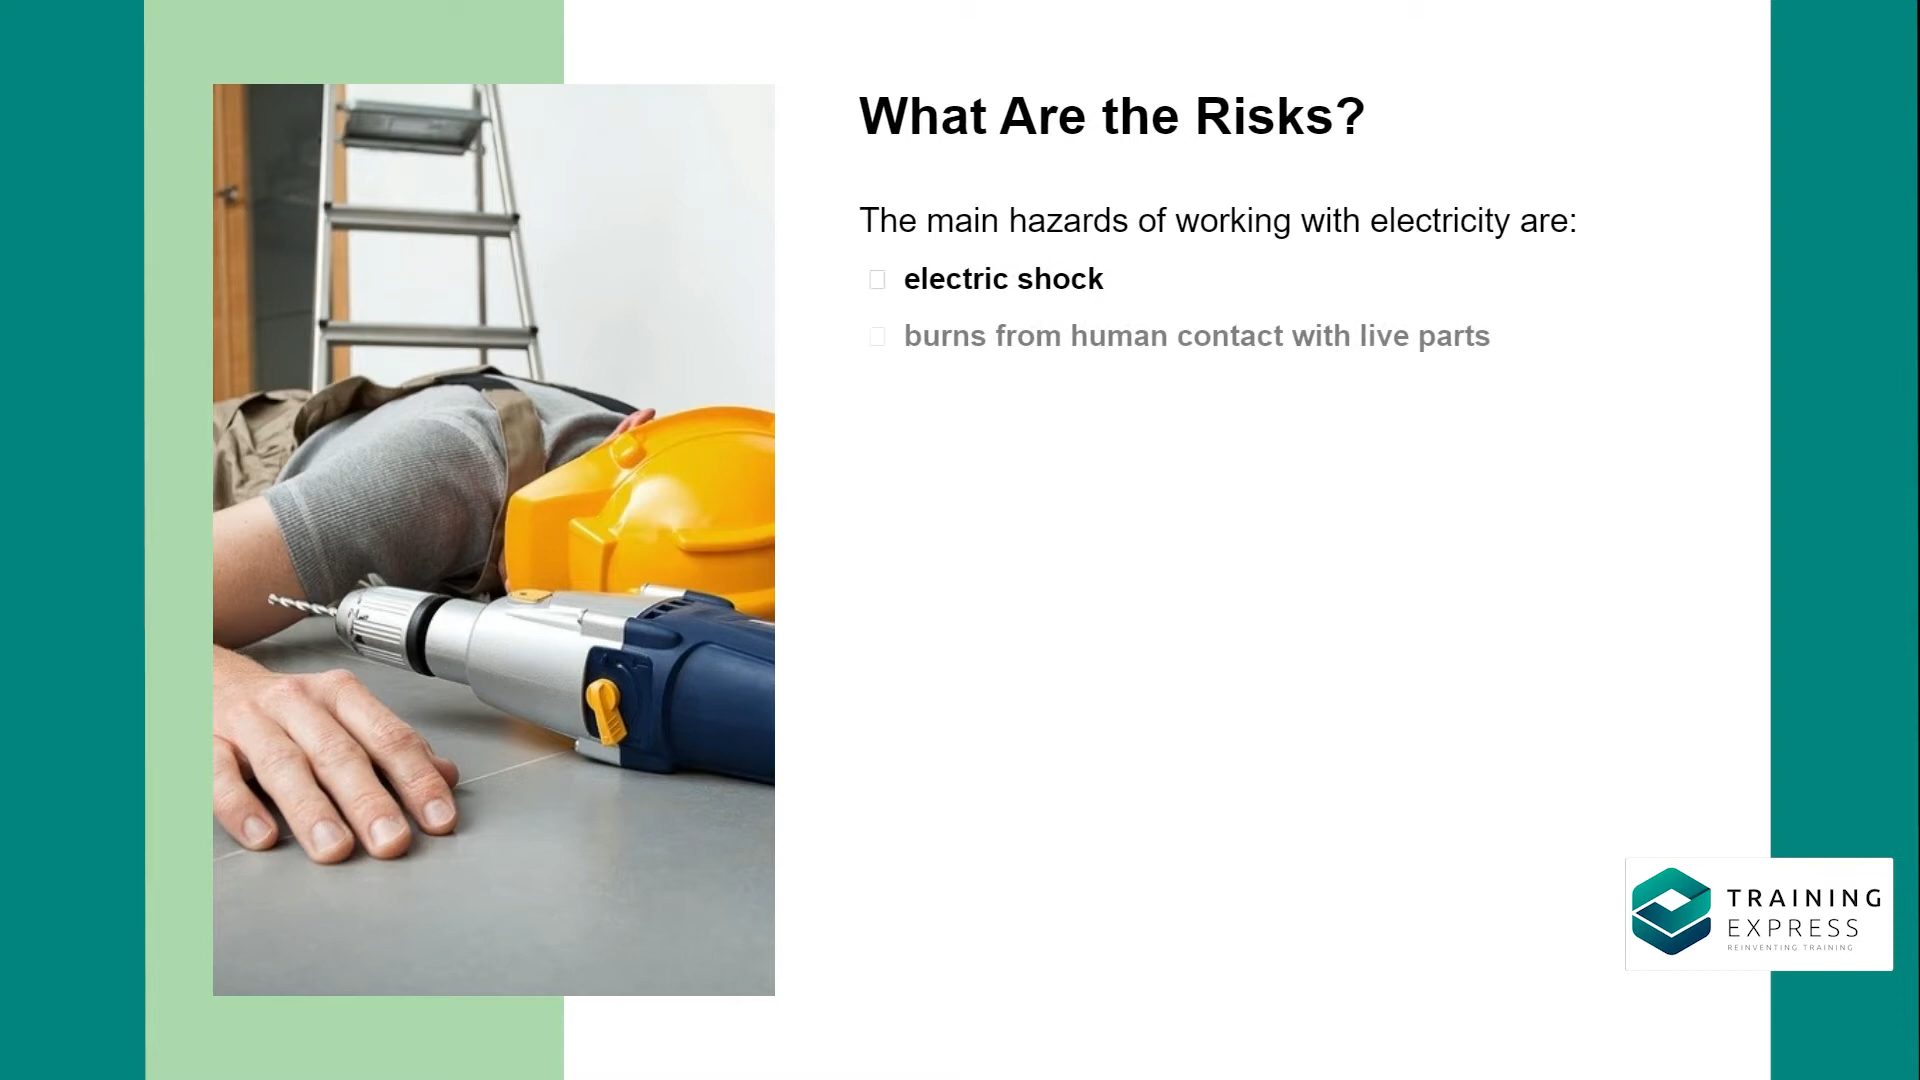 What Are the Risks?
The main hazards of working with electricity are:
electric shock
burns from human contact with live parts
TRAINING
EXPRESS
REINVENTING TRAINING